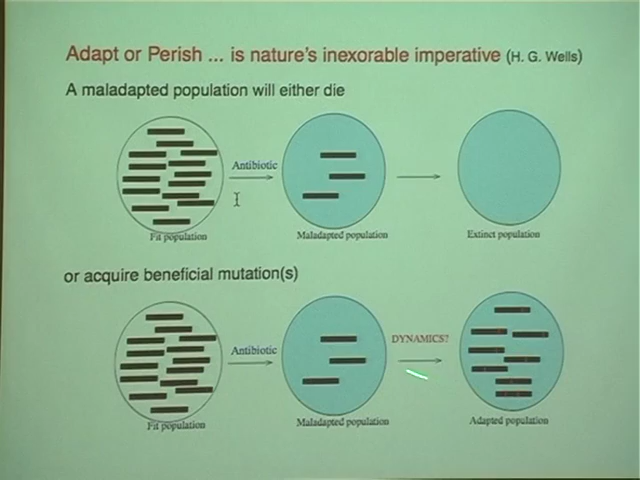 Adapt or Perish ... is nature's inexorable imperative (H. G. Wells)
A maladapted population will either die
Antibiotic
Fit population
Maladapted population
Extinct population
or acquire beneficial mutation(s)
Antibiotic
DYNAMICS?
Fit population
Maladapted population
Adapted population